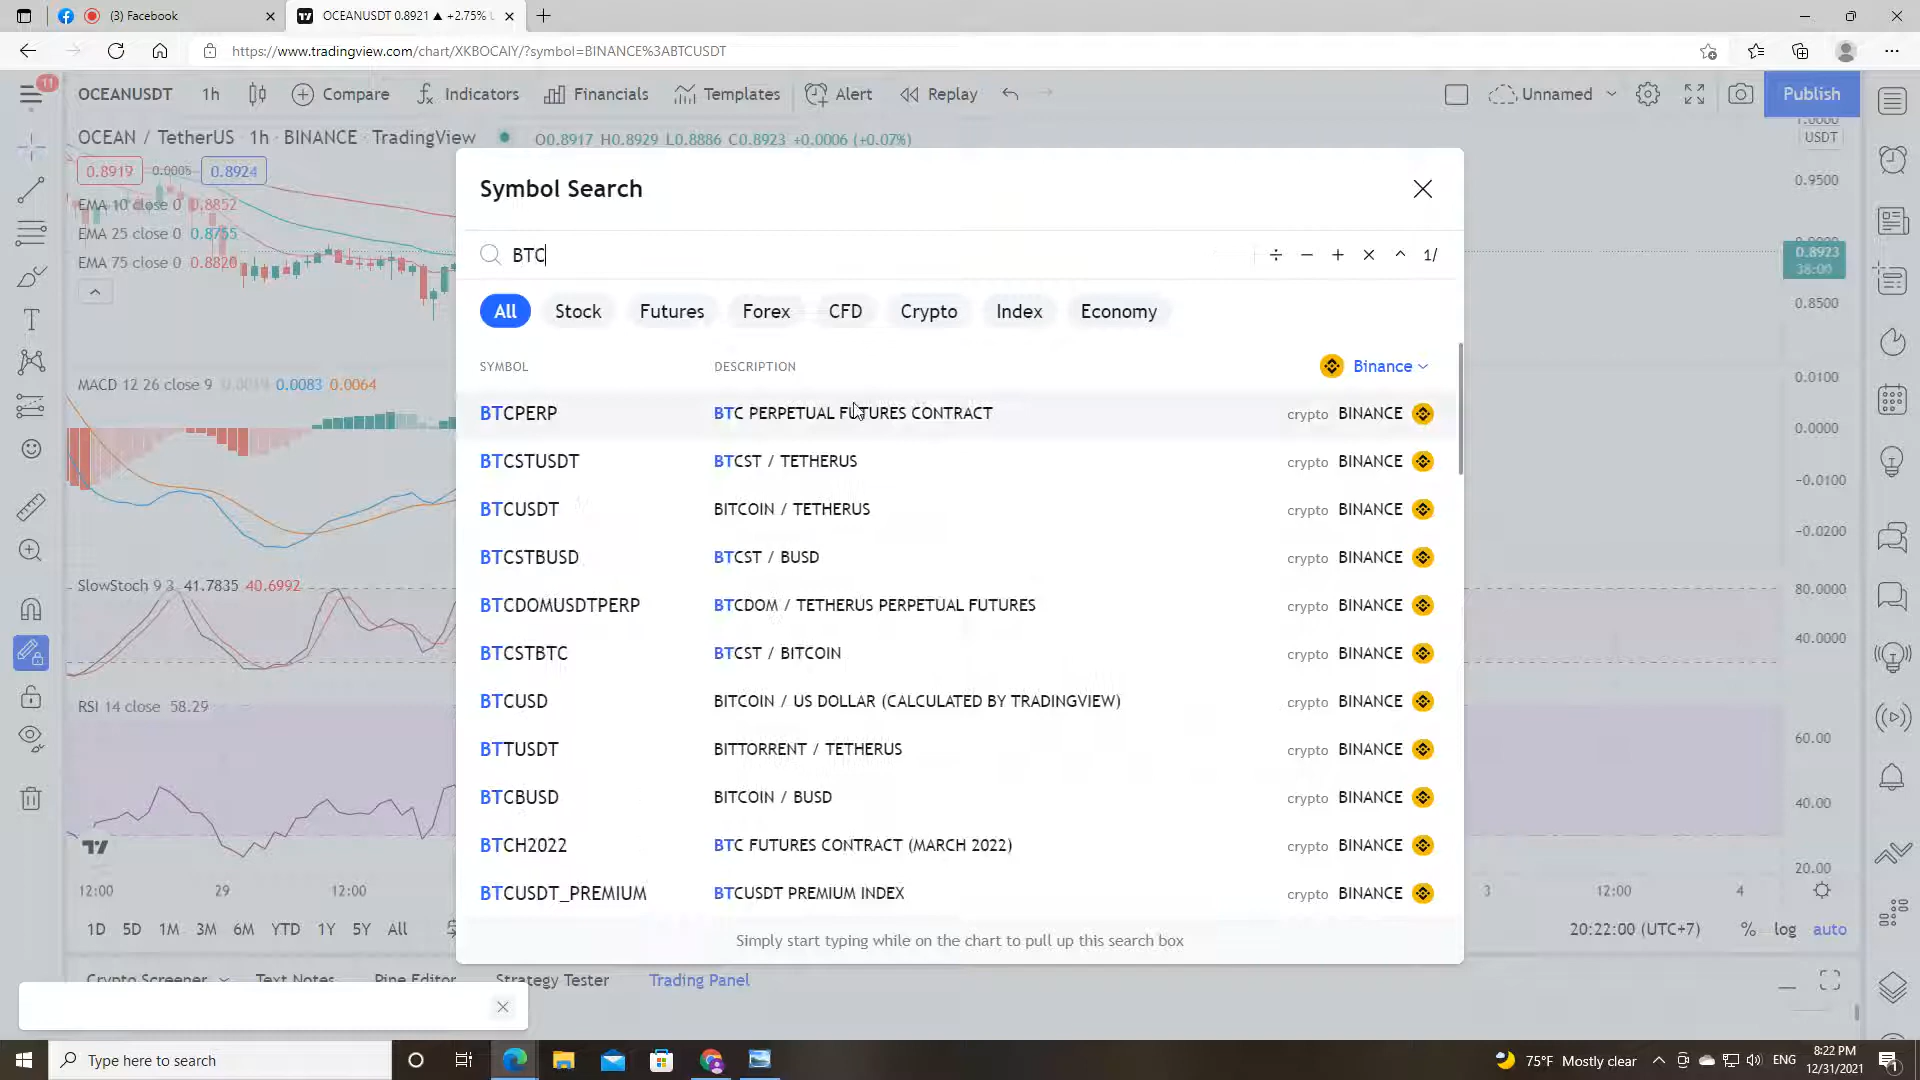 (3) Facebook
OCEANUSDT 0.8921 ▲ +2.75% U
https://www.tradingview.com/chart/XKBOCAIY/?symbol=BINANCE%3ABTCUSDT
11
OCEANUSDT 1h Compare Indicators Financials Templates Alert Replay Unnamed Publish
OCEAN / TetherUS · 1h · BINANCE · TradingView O0.8917 H0.8929 L0.8886 C0.8923 +0.0006 (+0.07%)
1.0000
USDT
0.8919 0.0005 0.8924
0.9500
EMA 10 close 0 0.8852
EMA 25 close 0 0.8755
0.8923
38:00
EMA 75 close 0 0.8820
0.8500
Symbol Search
BTC
÷ − + × ^ 1/
All Stock Futures Forex CFD Crypto Index Economy
SYMBOL DESCRIPTION Binance
BTCPERP BTC PERPETUAL FUTURES CONTRACT crypto BINANCE
BTCSTUSDT BTCST / TETHERUS crypto BINANCE
BTCUSDT BITCOIN / TETHERUS crypto BINANCE
BTCSTBUSD BTCST / BUSD crypto BINANCE
BTCDOMUSDTPERP BTCDOM / TETHERUS PERPETUAL FUTURES crypto BINANCE
BTCSTBTC BTCST / BITCOIN crypto BINANCE
BTCUSD BITCOIN / US DOLLAR (CALCULATED BY TRADINGVIEW) crypto BINANCE
BTTUSDT BITTORRENT / TETHERUS crypto BINANCE
BTCBUSD BITCOIN / BUSD crypto BINANCE
BTCH2022 BTC FUTURES CONTRACT (MARCH 2022) crypto BINANCE
BTCUSDT_PREMIUM BTCUSDT PREMIUM INDEX crypto BINANCE
Simply start typing while on the chart to pull up this search box
MACD 12 26 close 9 0.0019 0.0083 0.0064
0.0100
0.0000
−0.0100
−0.0200
SlowStoch 9 3 41.7835 40.6992
80.0000
40.0000
RSI 14 close 58.29
60.00
40.00
20.00
12:00 29 12:00 3 12:00 4
1D 5D 1M 3M 6M YTD 1Y 5Y All 20:22:00 (UTC+7) % log auto
Crypto Screener Text Notes Pine Editor Strategy Tester Trading Panel
Type here to search
75°F Mostly clear ENG 8:22 PM
12/31/2021
1